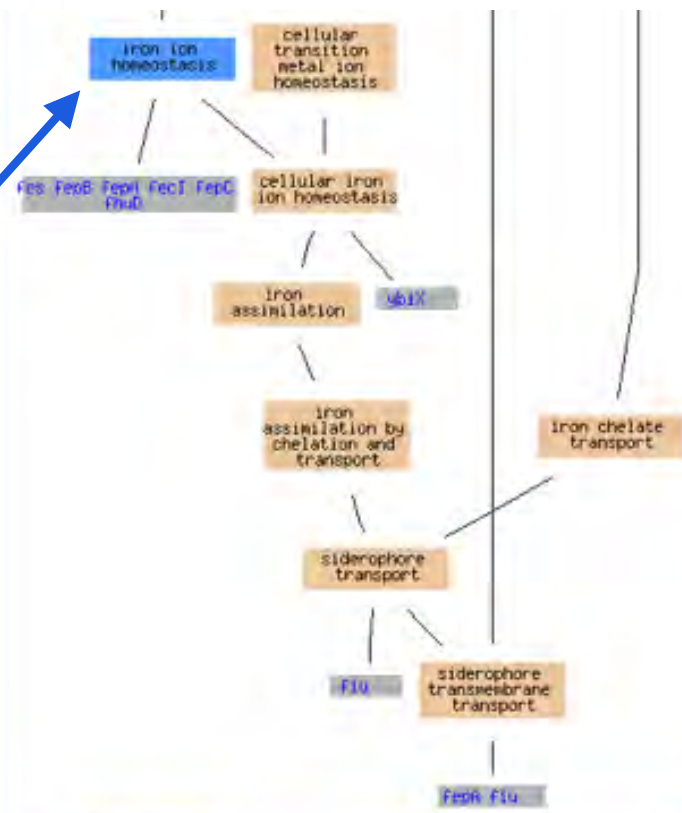 iron ion
homeostasis
cellular
transition
metal ion
homeostasis
fes fepB fepA fecI fepC
fhuD
cellular iron
ion homeostasis
iron
assimilation
ybiX
iron
assimilation by
chelation and
transport
iron chelate
transport
siderophore
transport
fiu
siderophore
transmembrane
transport
fepA fiu